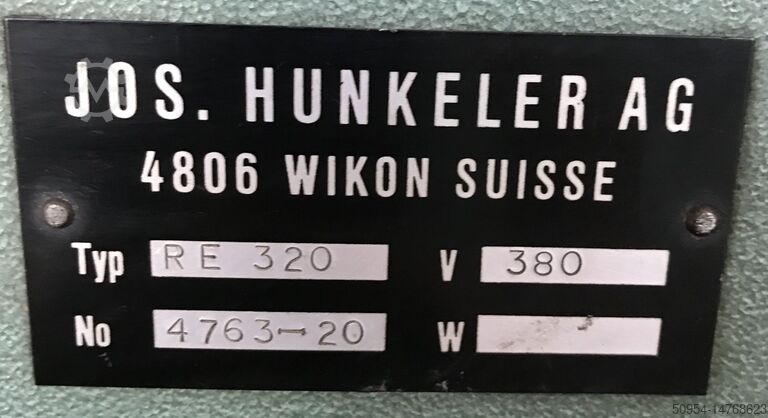 JOS. HUNKELER AG
4806 WIKON SUISSE
Typ RE 320 V 380
No 4763-20 W
50954-14768623